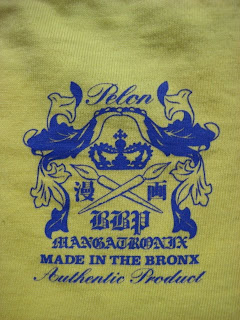 Pelon
漫 画
BBP
MANGATRONIX
MADE IN THE BRONX
Authentic Product